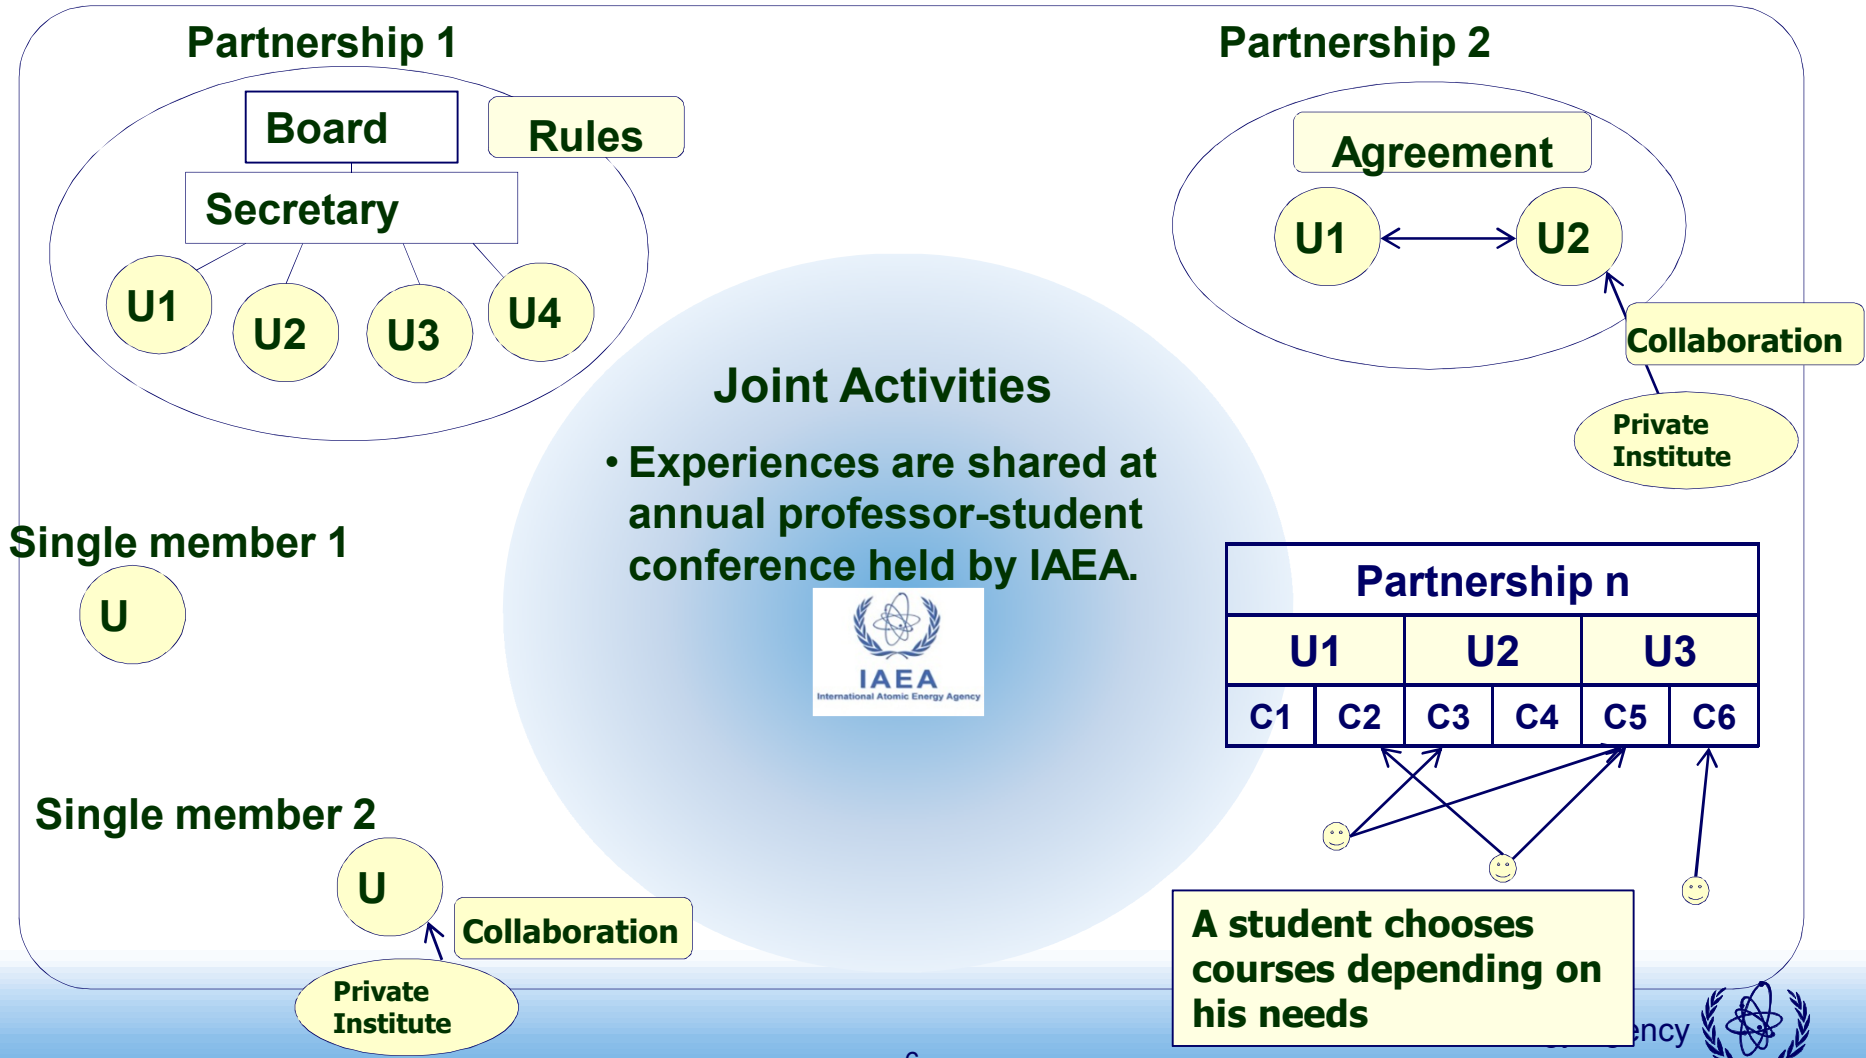 Partnership 1
Board
Rules
Secretary
U1
U2
U3
U4
Partnership 2
Agreement
U1
U2
Collaboration
Private
Institute
Joint Activities
• Experiences are shared at
annual professor-student
conference held by IAEA.
IAEA
International Atomic Energy Agency
Single member 1
U
Single member 2
U
Collaboration
Private
Institute
Partnership n
U1 U2 U3
C1 C2 C3 C4 C5 C6
A student chooses
courses depending on
his needs